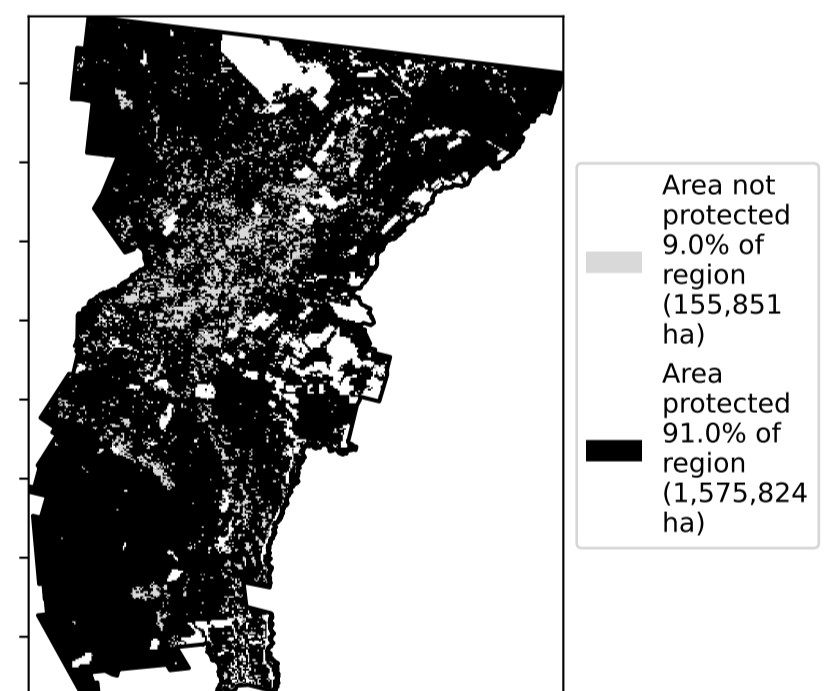 Area not
protected
9.0% of
region
(155,851
ha)
Area
protected
91.0% of
region
(1,575,824
ha)